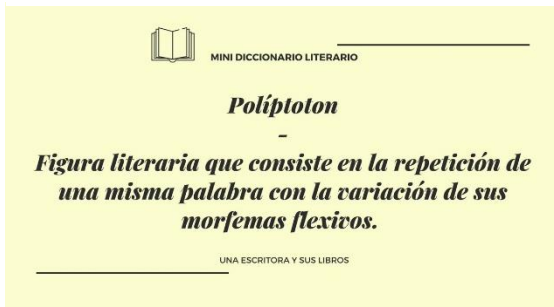 MINI DICCIONARIO LITERARIO
Políptoton
-
Figura literaria que consiste en la repetición de
una misma palabra con la variación de sus
morfemas flexivos.
UNA ESCRITORA Y SUS LIBROS